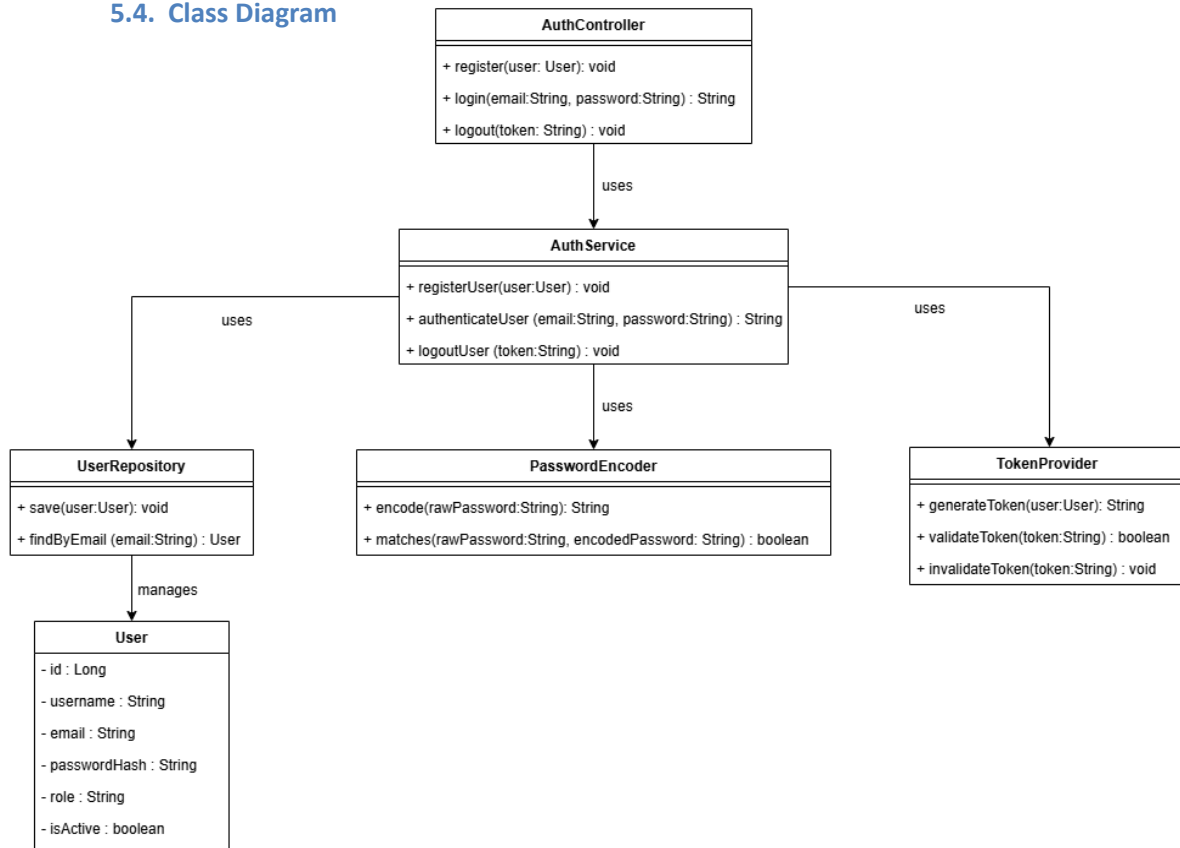 5.4. Class Diagram
AuthController
+ register(user: User): void
+ login(email:String, password:String) : String
+ logout(token: String) : void
uses
AuthService
+ registerUser(user:User) : void
+ authenticateUser (email:String, password:String) : String
+ logoutUser (token:String) : void
uses
uses
uses
UserRepository
+ save(user:User): void
+ findByEmail (email:String) : User
PasswordEncoder
+ encode(rawPassword:String): String
+ matches(rawPassword:String, encodedPassword: String) : boolean
TokenProvider
+ generateToken(user:User): String
+ validateToken(token:String) : boolean
+ invalidateToken(token:String) : void
manages
User
- id : Long
- username : String
- email : String
- passwordHash : String
- role : String
- isActive : boolean